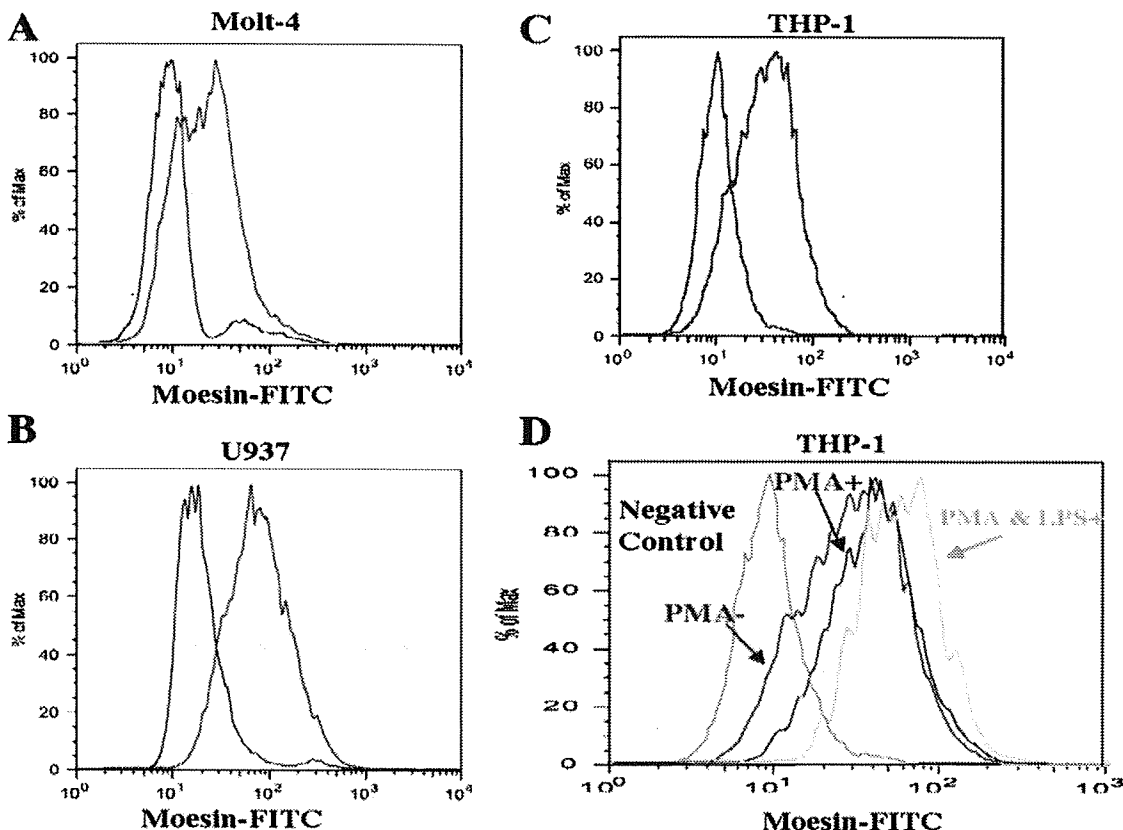 A
Molt-4
100
80
60
40
20
0
% of Max
10^0 10^1 10^2 10^3 10^4
Moesin-FITC
C
THP-1
100
80
60
40
20
0
% of Max
10^0 10^1 10^2 10^3 10^4
Moesin-FITC
B
U937
100
80
60
40
20
0
% of Max
10^0 10^1 10^2 10^3 10^4
Moesin-FITC
D
THP-1
100
80
60
40
20
0
% of Max
Negative
Control
PMA+
PMA & LPS+
PMA-
10^0 10^1 10^2 10^3
Moesin-FITC